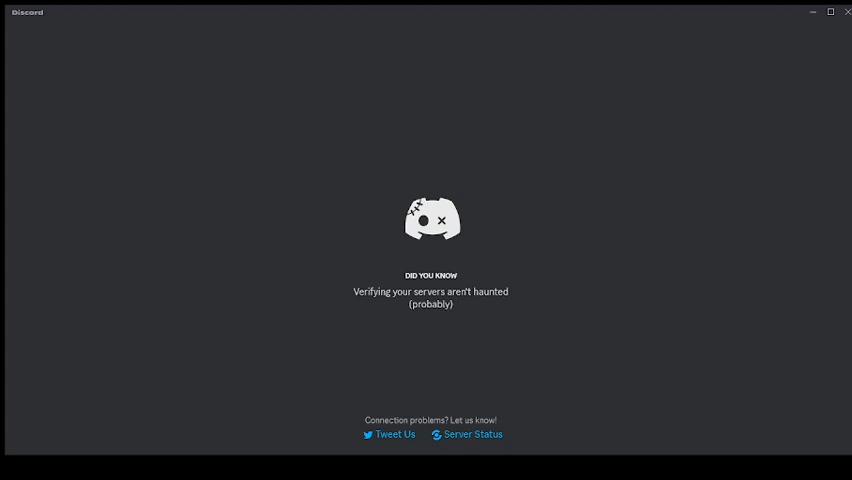 Discord
DID YOU KNOW
Verifying your servers aren't haunted
(probably)
Connection problems? Let us know!
Tweet Us Server Status